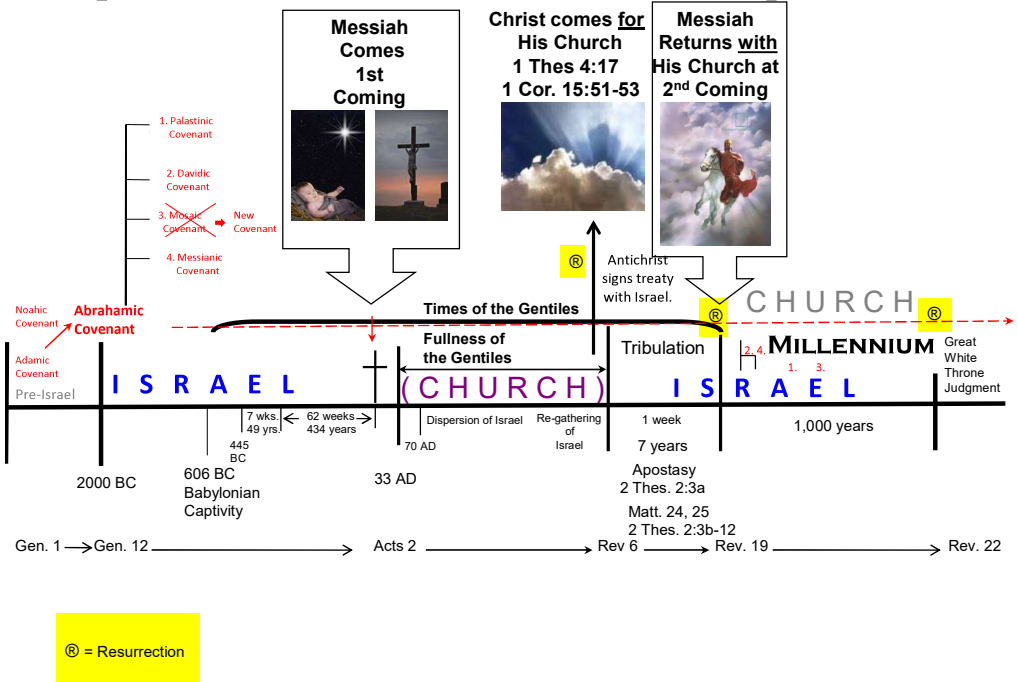 Messiah
Comes
1st
Coming
Christ comes for
His Church
1 Thes 4:17
1 Cor. 15:51-53
Messiah
Returns with
His Church at
2nd Coming
1. Palastinic
Covenant
2. Davidic
Covenant
3. Mosaic
Covenant
New
Covenant
4. Messianic
Covenant
Noahic
Covenant
Abrahamic
Covenant
Adamic
Covenant
Pre-Israel
®
Antichrist
signs treaty
with Israel.
Times of the Gentiles
®
CHURCH
®
Fullness of
the Gentiles
Tribulation
2. 4.
MILLENNIUM
1. 3.
Great
White
Throne
Judgment
ISRAEL
(CHURCH)
ISRAEL
7 wks.
49 yrs.
62 weeks
434 years
445
BC
70 AD
Dispersion of Israel
Re-gathering
of
Israel
1 week
7 years
1,000 years
2000 BC
606 BC
Babylonian
Captivity
33 AD
Apostasy
2 Thes. 2:3a
Matt. 24, 25
2 Thes. 2:3b-12
Gen. 1
Gen. 12
Acts 2
Rev 6
Rev. 19
Rev. 22
® = Resurrection